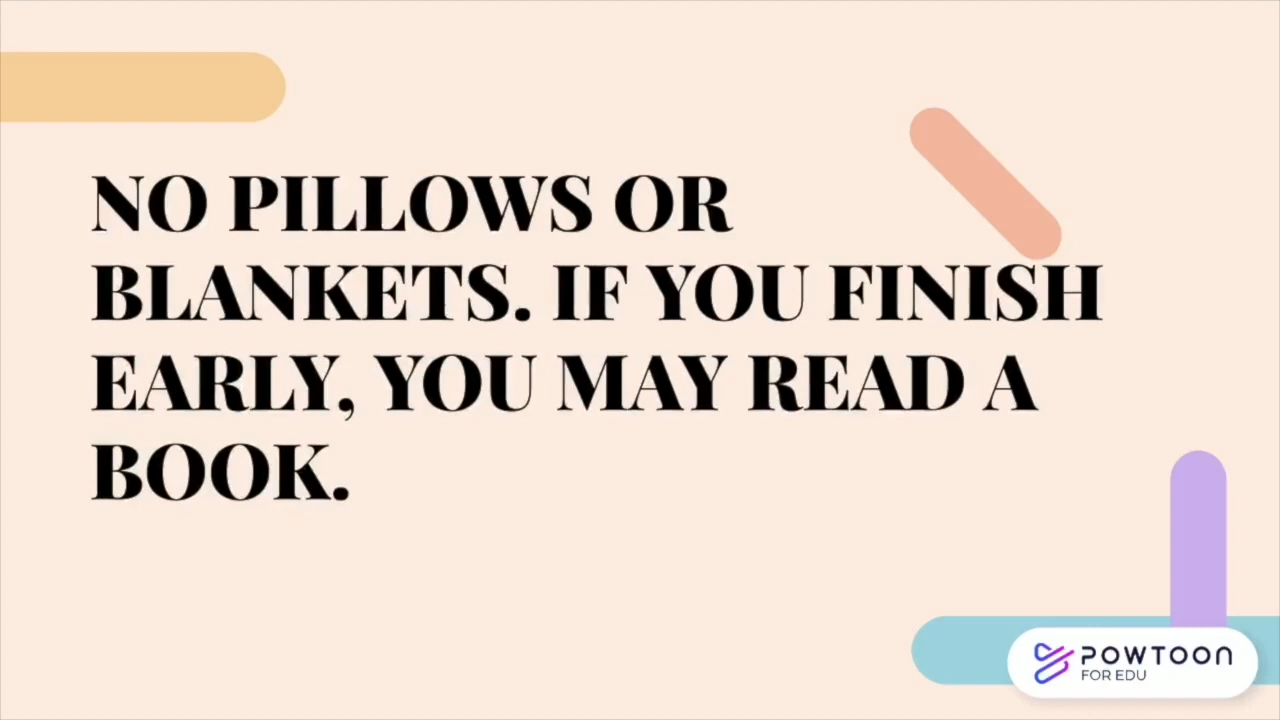 NO PILLOWS OR
BLANKETS. IF YOU FINISH
EARLY, YOU MAY READ A
BOOK.
POWTOON
FOR EDU